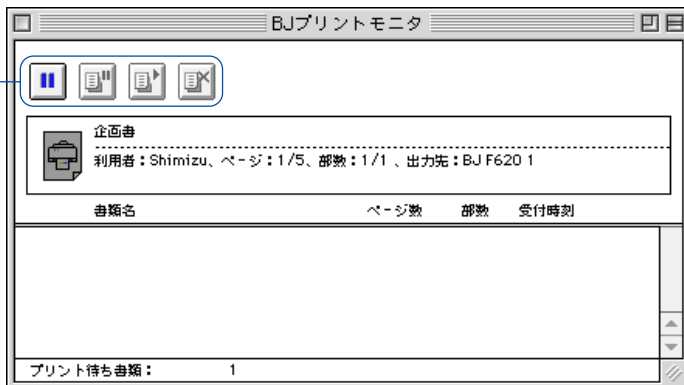 BJプリントモニタ
企画書
利用者：Shimizu、ページ：1/5、部数：1/1 、出力先：BJ F620 1
書類名 ページ数 部数 受付時刻
プリント待ち書類： 1